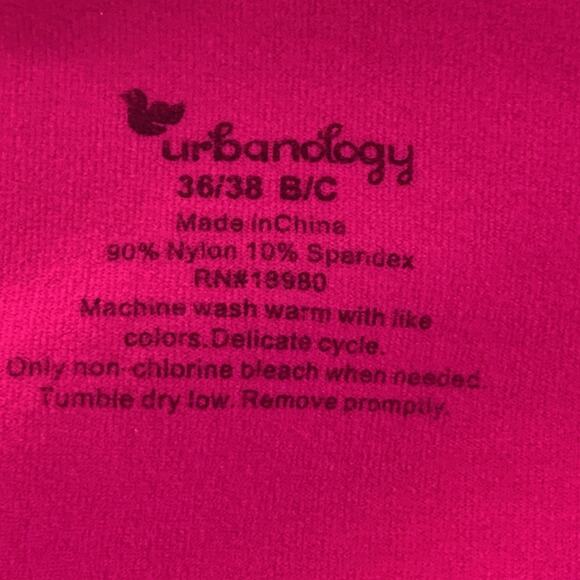 urbanology
36/38 B/C
Made inChina
90% Nylon 10% Spandex
RN#18980
Machine wash warm with like
colors.Delicate cycle.
Only non-chlorine bleach when needed.
Tumble dry low. Remove promptly.